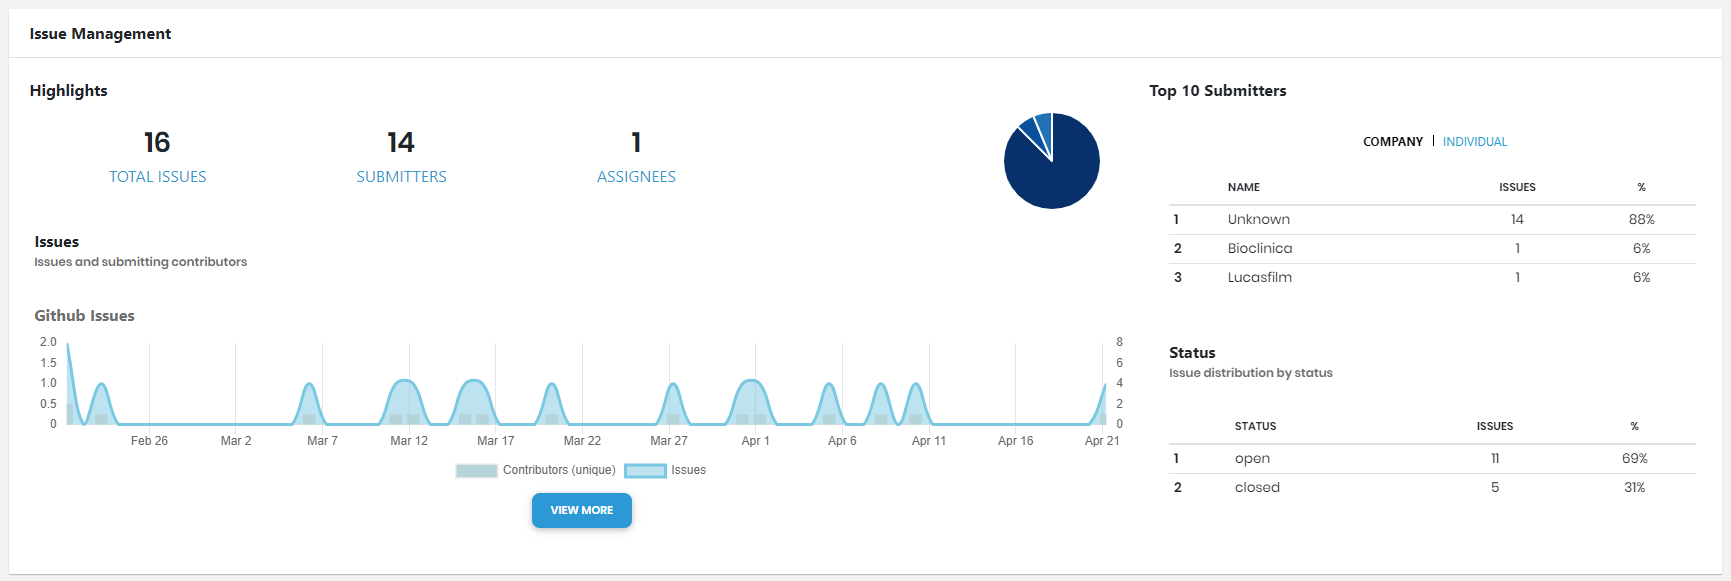 Issue Management
Highlights
16
TOTAL ISSUES
14
SUBMITTERS
1
ASSIGNEES
Issues
Issues and submitting contributors
Github Issues
2.0
1.5
1.0
0.5
0
8
6
4
2
0
Feb 26 Mar 2 Mar 7 Mar 12 Mar 17 Mar 22 Mar 27 Apr 1 Apr 6 Apr 11 Apr 16 Apr 21
Contributors (unique) Issues
VIEW MORE
Top 10 Submitters
COMPANY | INDIVIDUAL
NAME ISSUES %
1 Unknown 14 88%
2 Bioclinica 1 6%
3 Lucasfilm 1 6%
Status
Issue distribution by status
STATUS ISSUES %
1 open 11 69%
2 closed 5 31%